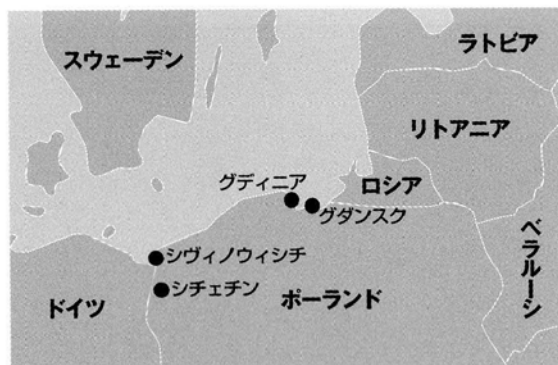 スウェーデン
ラトビア
リトアニア
グディニア
ロシア
グダンスク
シヴィノウィシチ
シチェチン
ドイツ
ポーランド
ベラルーシ